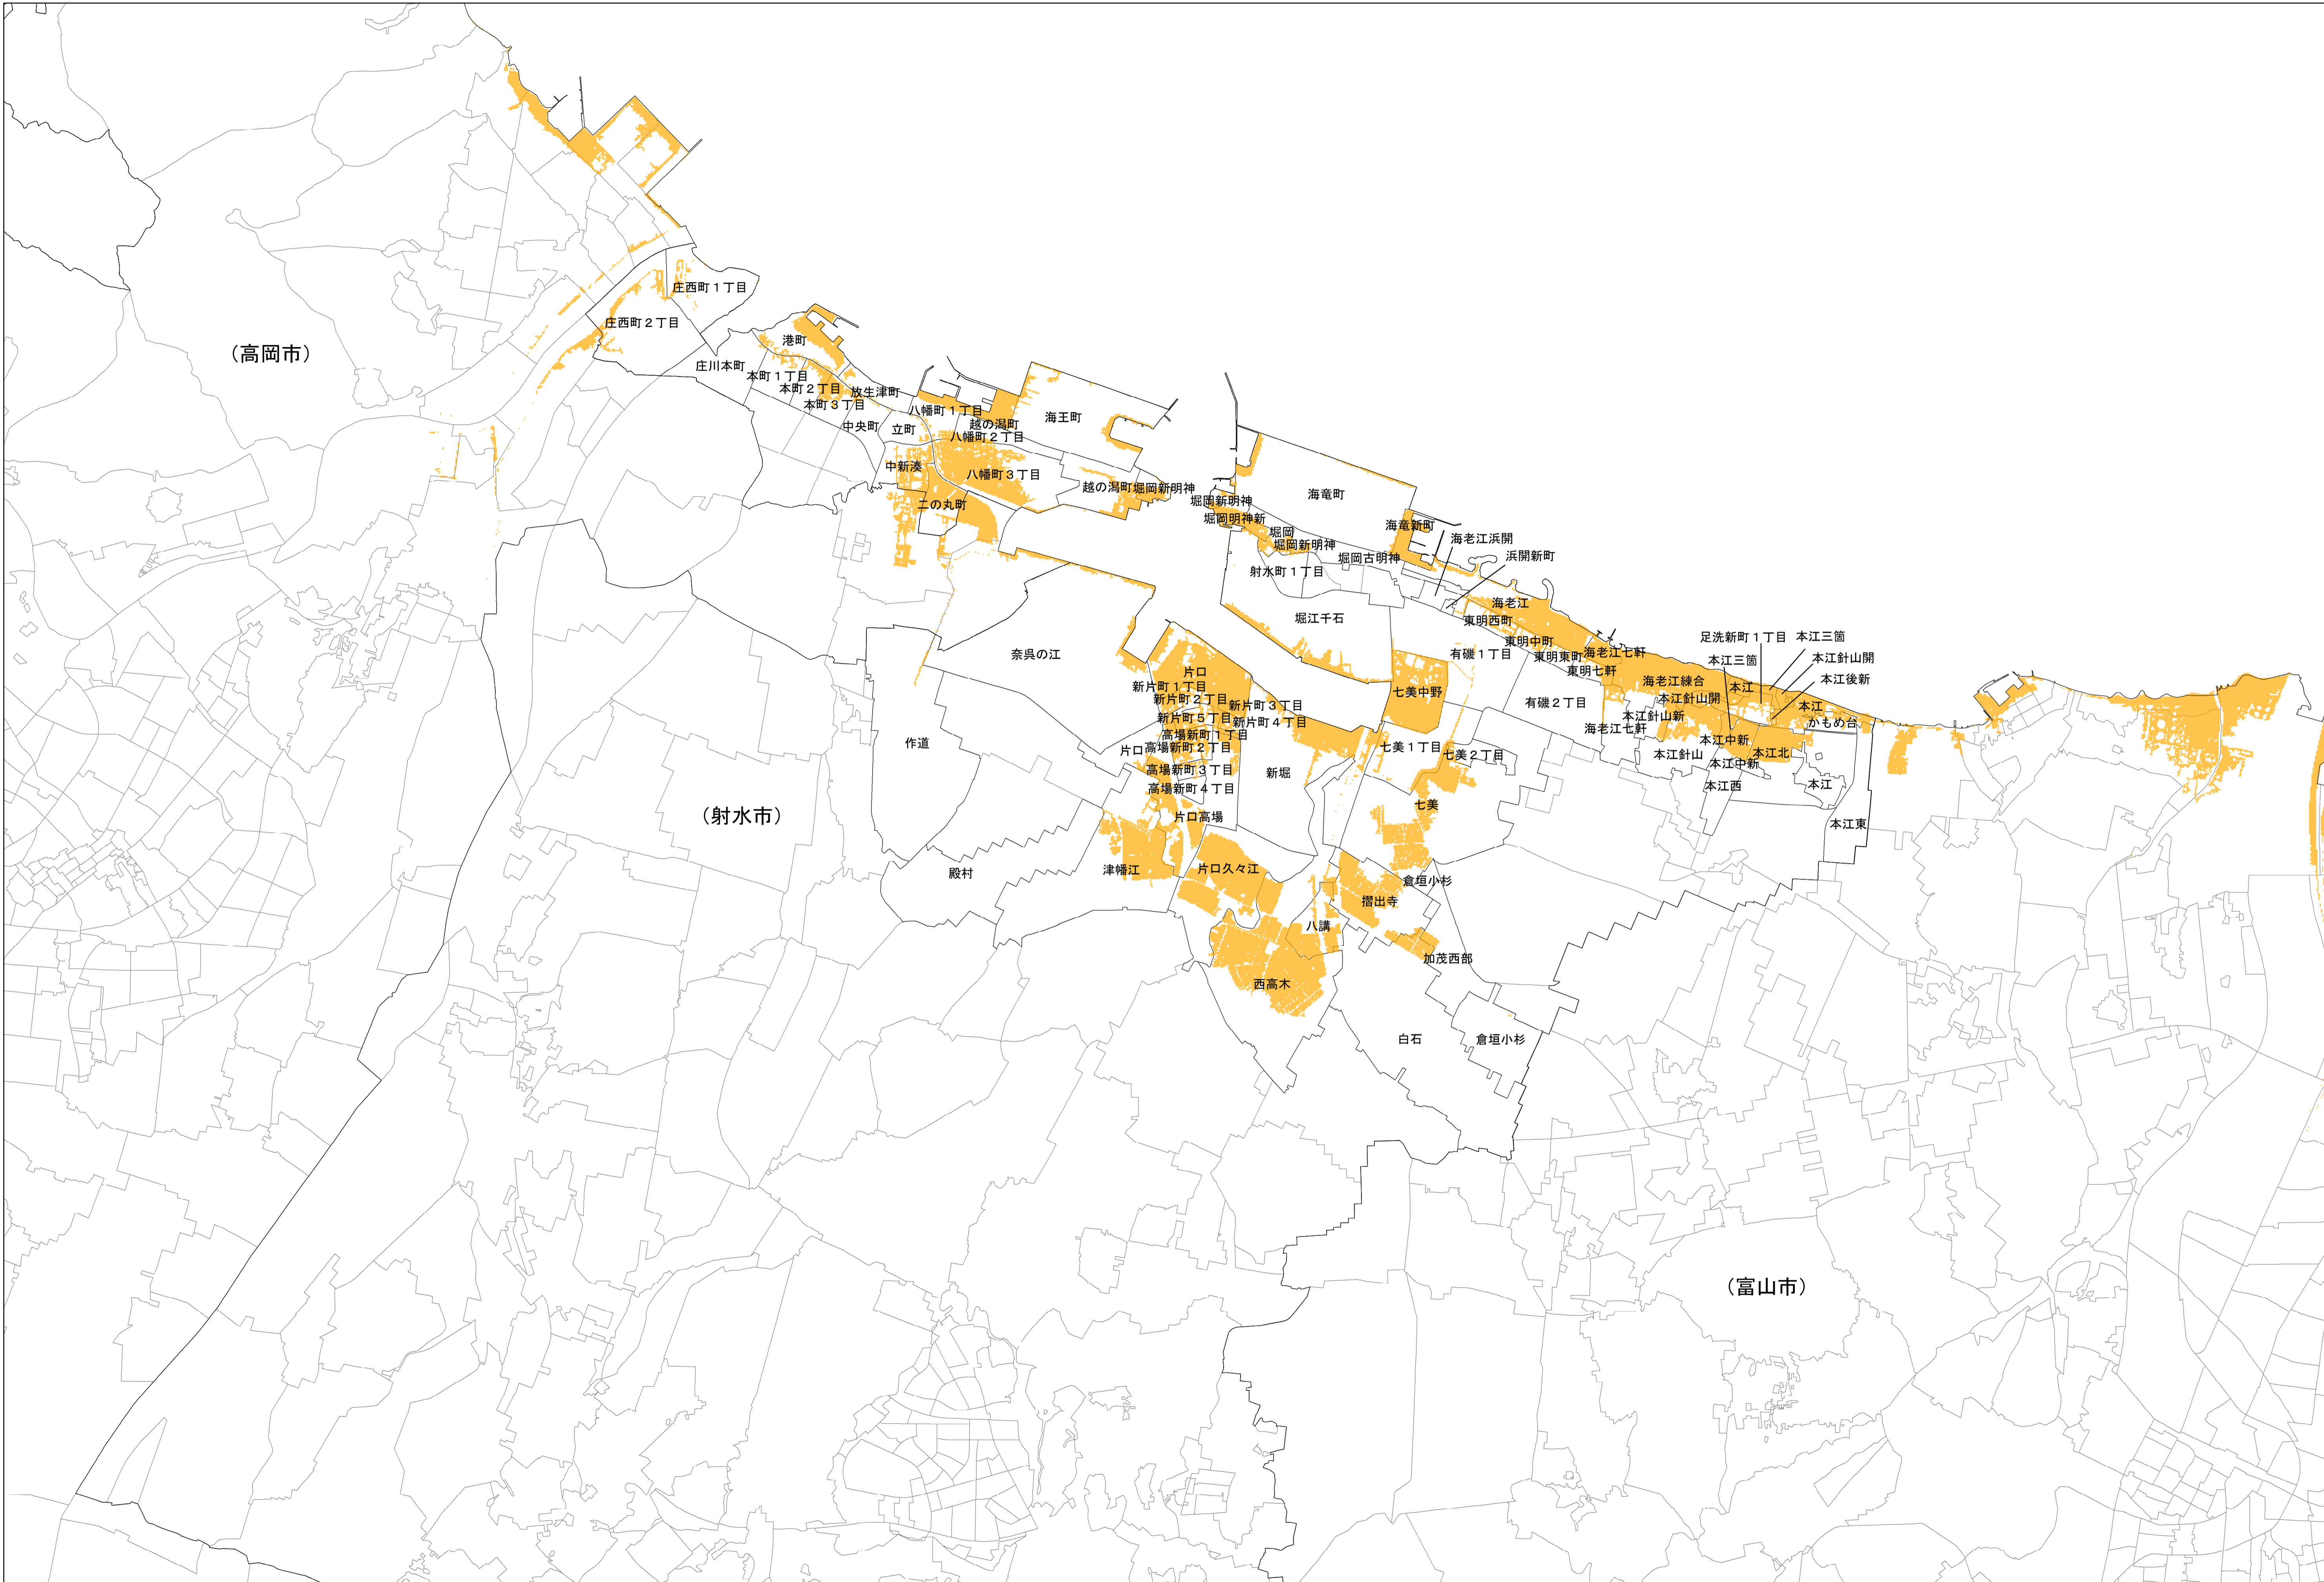 庄西町１丁目
庄西町２丁目
（高岡市）
港町
庄川本町
本町１丁目
本町２丁目
放生津町
本町３丁目
八幡町１丁目
海王町
越の潟町
中央町
立町
八幡町２丁目
中新湊
八幡町３丁目
越の潟町
堀岡新明神
海竜町
堀岡新明神
二の丸町
堀岡明神新
海竜新町
堀岡
海老江浜開
堀岡新明神
浜開新町
堀岡古明神
射水町１丁目
海老江
堀江千石
東明西町
足洗新町１丁目
本江三箇
東明中町
奈呉の江
有磯１丁目
海老江七軒
東明東町
本江三箇
本江針山開
片口
東明七軒
本江後新
海老江練合
新片町１丁目
本江
七美中野
新片町２丁目
本江針山開
新片町３丁目
有磯２丁目
本江
新片町５丁目
本江針山新
新片町４丁目
かもめ台
海老江七軒
高場新町１丁目
作道
本江中新
片口
高場新町２丁目
七美１丁目
七美２丁目
本江針山
本江北
本江中新
高場新町３丁目
新堀
高場新町４丁目
本江西
本江
七美
（射水市）
片口高場
本江東
津幡江
片口久々江
殿村
倉垣小杉
摺出寺
八講
加茂西部
西高木
白石
倉垣小杉
（富山市）